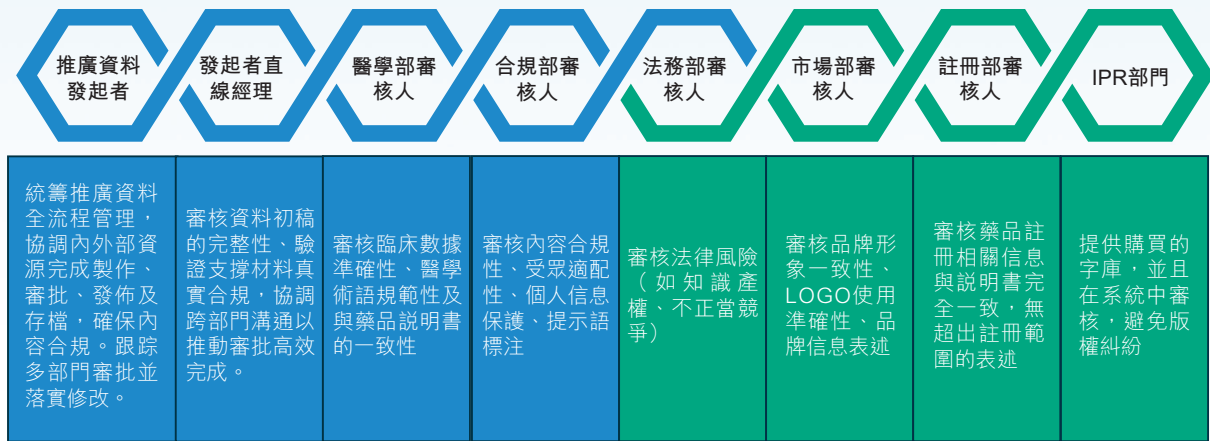 推廣資料
發起者
發起者直
線經理
醫學部審
核人
合規部審
核人
法務部審
核人
市場部審
核人
註冊部審
核人
IPR部門
統籌推廣資料
全流程管理，
協調內外部資
源完成製作、
審批、發佈及
存檔，確保內
容合規。跟踪
多部門審批並
落實修改。
審核資料初稿
的完整性、驗
證支撐材料真
實合規，協調
跨部門溝通以
推動審批高效
完成。
審核臨床數據
準確性、醫學
術語規範性及
與藥品説明書
的一致性
審核內容合規
性、受眾適配
性、個人信息
保護、提示語
標注
審核法律風險
（如知識產
權、不正當競
爭）
審核品牌形
象一致性、
LOGO使用
準確性、品
牌信息表述
審核藥品註
冊相關信息
與説明書完
全一致，無
超出註冊範
圍的表述
提供購買的
字庫，並且
在系統中審
核，避免版
權糾紛